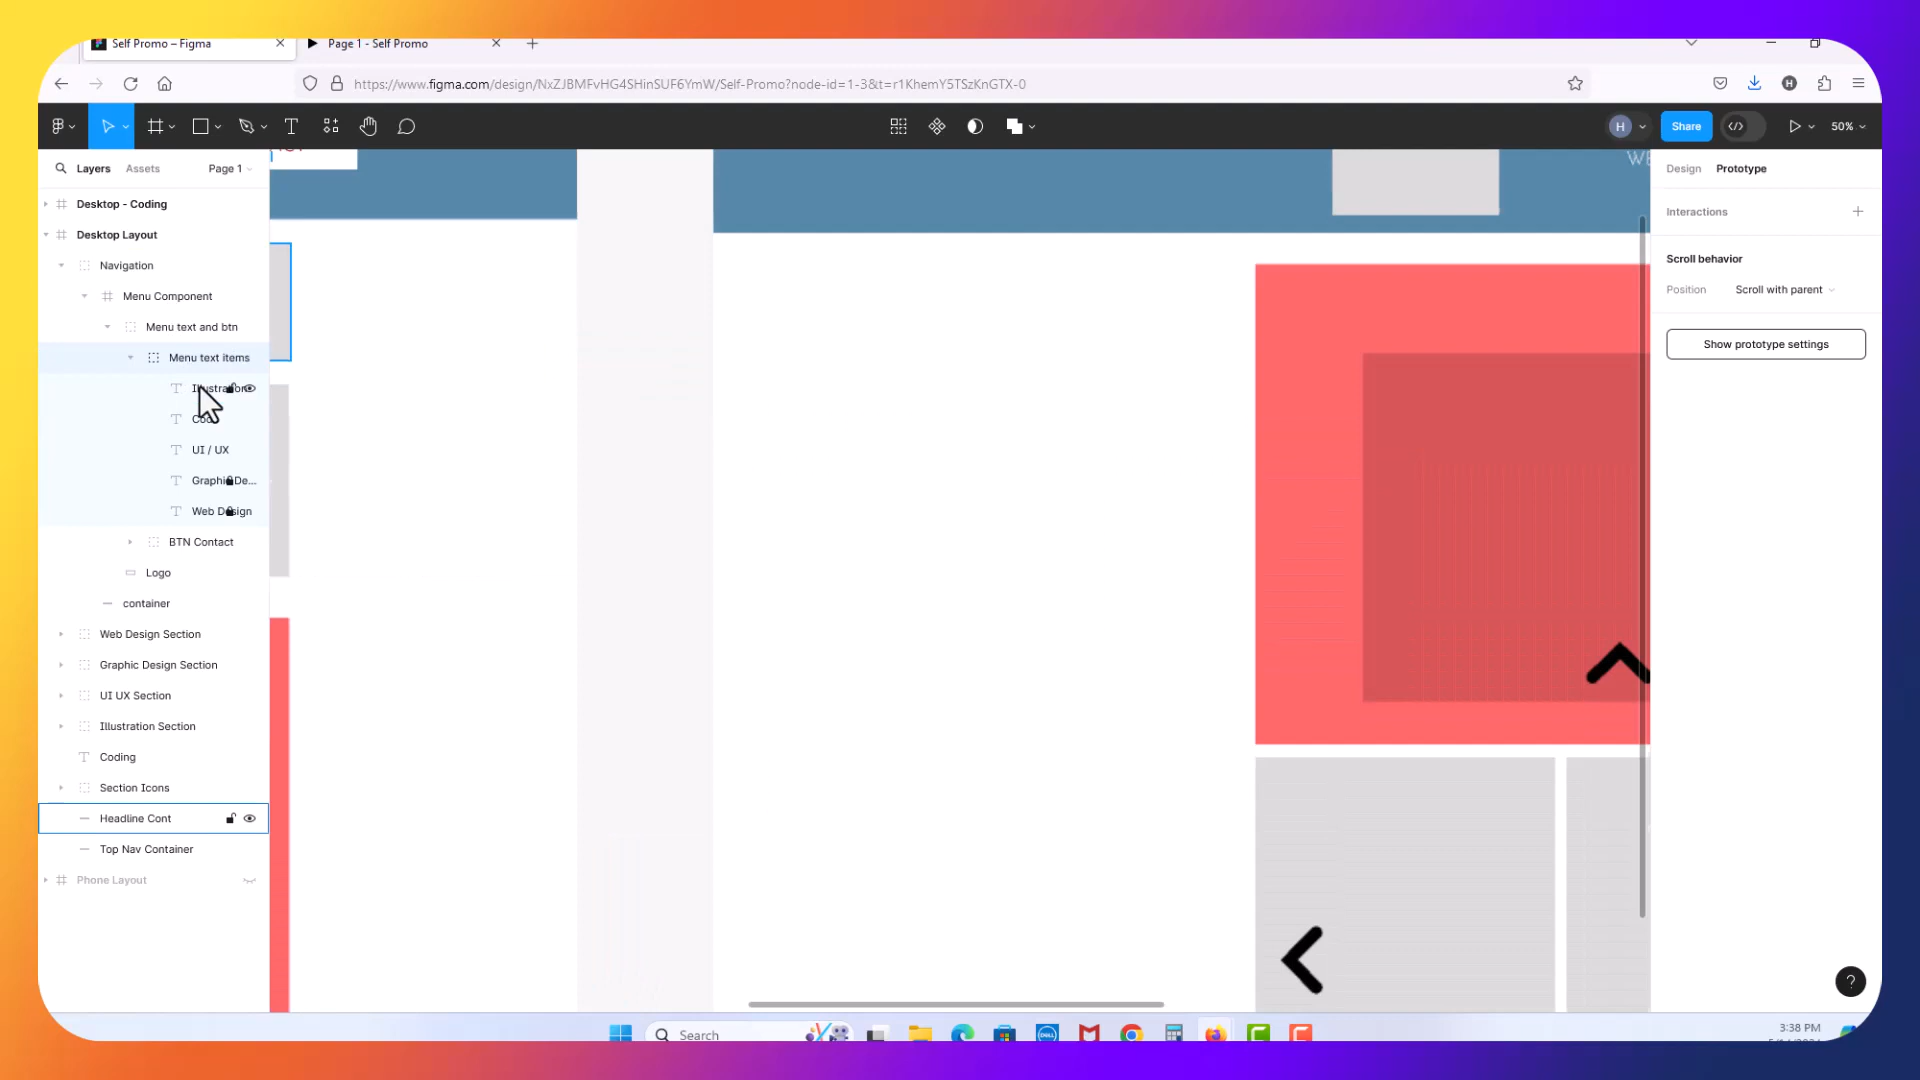 Self Promo – Figma
Page 1 - Self Promo
https://www.figma.com/design/NxZJBMFvHG4SHinSUF6YmW/Self-Promo?node-id=1-3&t=r1KhemY5TSzKnGTX-0
H
H
Share
50%
Layers
Assets
Page 1
Design
Prototype
Desktop - Coding
Desktop Layout
Navigation
Menu Component
Menu text and btn
Menu text items
Illustration
UI / UX
Graphic De...
Web Design
BTN Contact
Logo
container
Web Design Section
Graphic Design Section
UI UX Section
Illustration Section
Coding
Section Icons
Headline Cont
Top Nav Container
Phone Layout
Interactions
Scroll behavior
Position
Scroll with parent
Show prototype settings
?
Search
3:38 PM